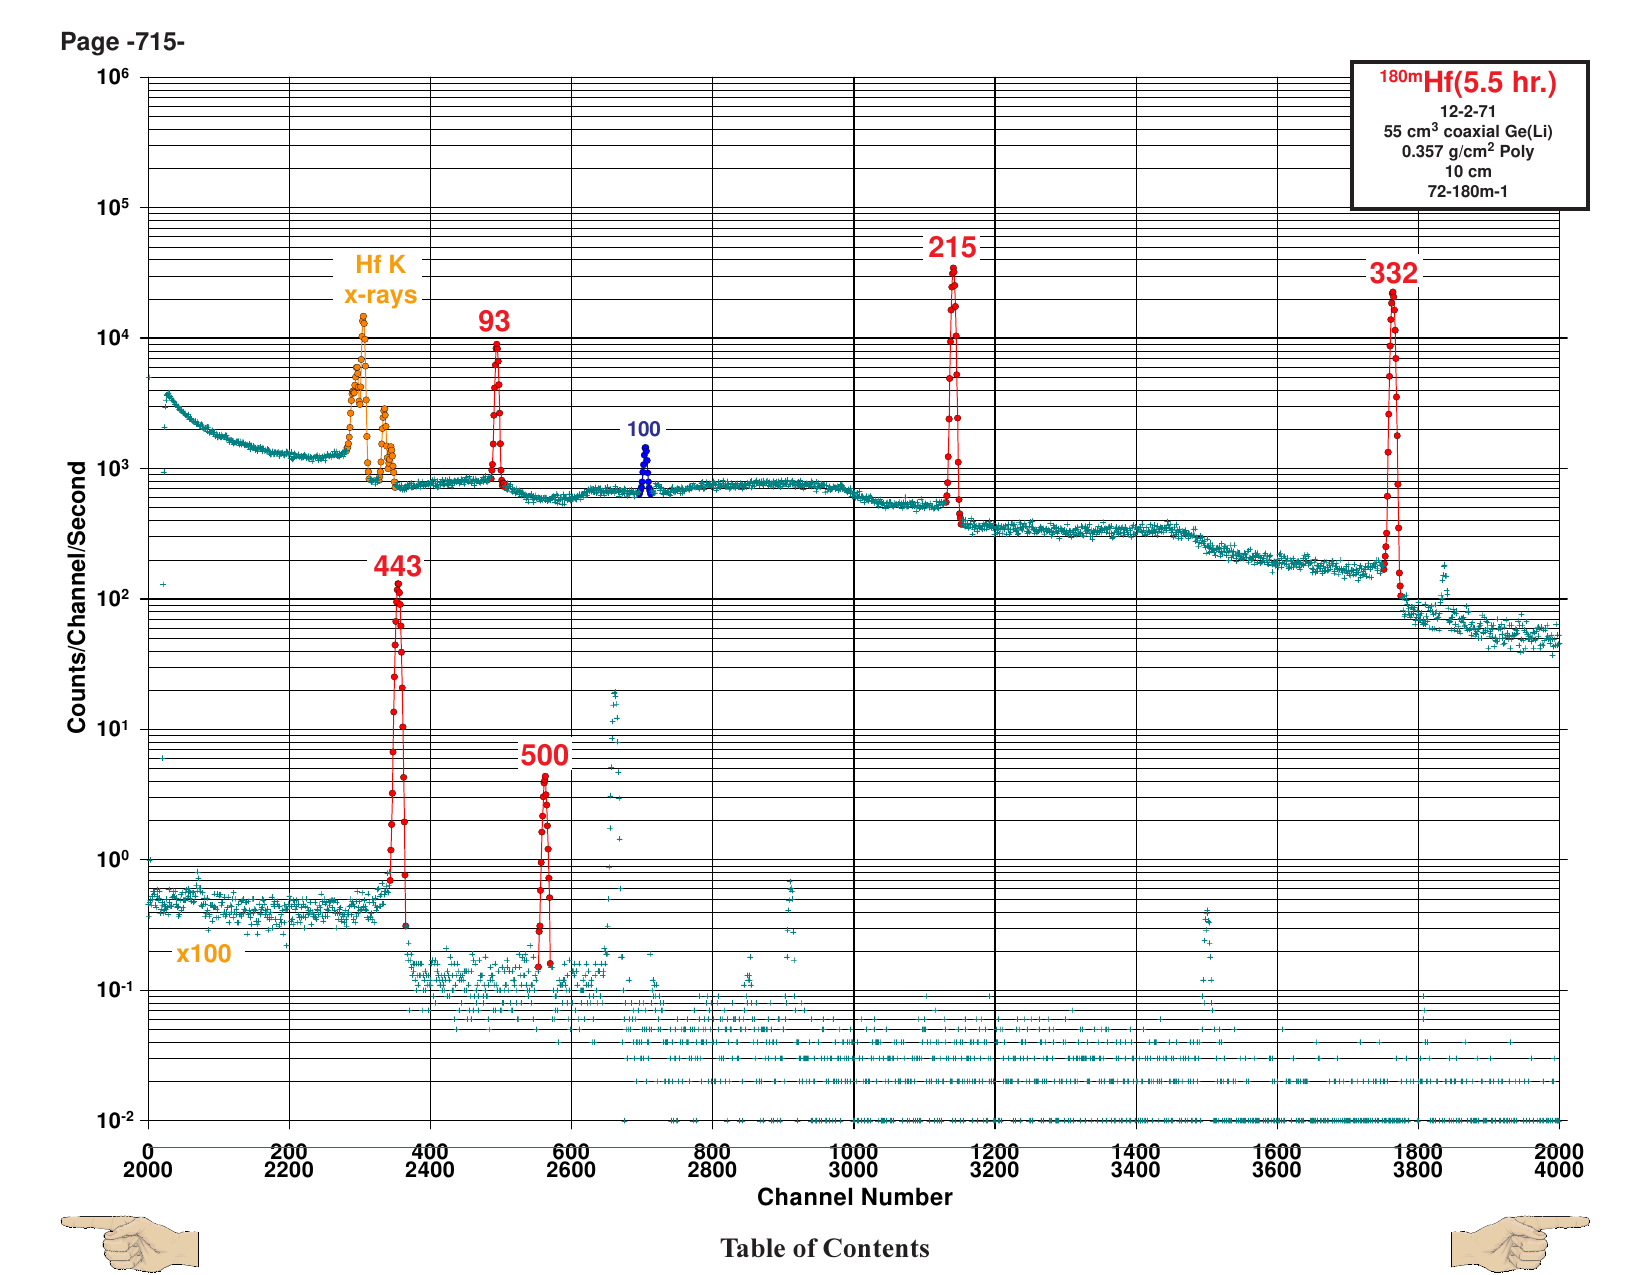 Page -715-
10⁶
180mHf(5.5 hr.)
12-2-71
55 cm³ coaxial Ge(Li)
0.357 g/cm² Poly
10 cm
72-180m-1
10⁵
215
Hf K
x-rays
332
93
10⁴
100
10³
Counts/Channel/Second
443
10²
10¹
500
10⁰
x100
10⁻¹
10⁻²
0 200 400 600 800 1000 1200 1400 1600 1800 2000
2000 2200 2400 2600 2800 3000 3200 3400 3600 3800 4000
Channel Number
Table of Contents